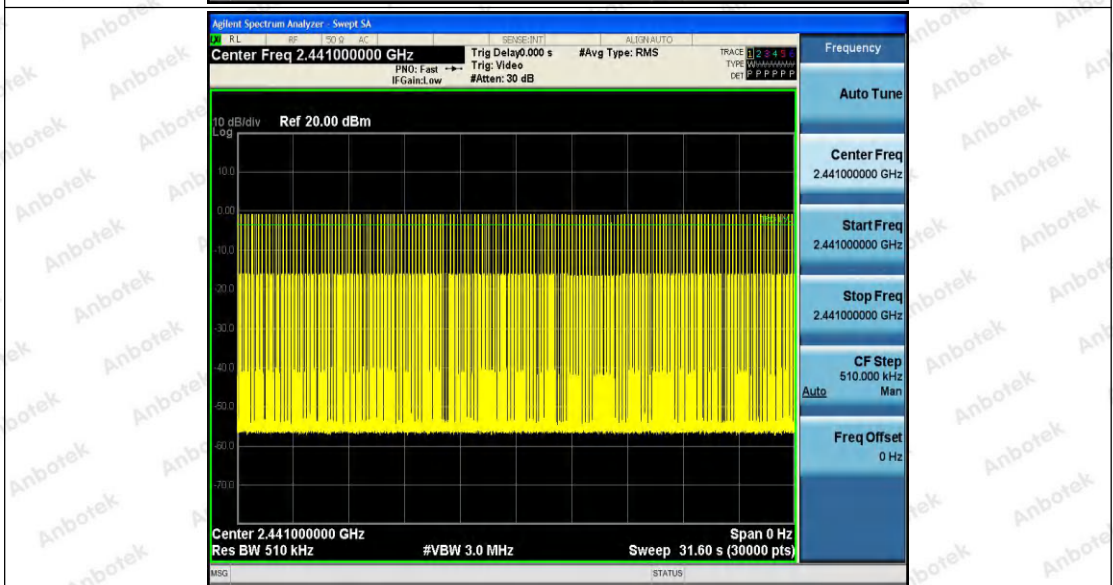 Agilent Spectrum Analyzer - Swept SA
RL RF 50 Ω AC SENSE:INT ALIGNAUTO
Center Freq 2.441000000 GHz
PNO: Fast
IFGain:Low
Trig Delay0.000 s
Trig: Video
#Atten: 30 dB
#Avg Type: RMS
TRACE 1 2 3 4 5 6
TYPE
DET P P P P P P
Frequency
Auto Tune
Center Freq
2.441000000 GHz
Start Freq
2.441000000 GHz
Stop Freq
2.441000000 GHz
CF Step
510.000 kHz
Auto Man
Freq Offset
0 Hz
10 dB/div Ref 20.00 dBm
Log
10.0
0.00
-10.0
-20.0
-30.0
-40.0
-50.0
-60.0
-70.0
Center 2.441000000 GHz Span 0 Hz
Res BW 510 kHz #VBW 3.0 MHz Sweep 31.60 s (30000 pts)
MSG STATUS
Anbotek